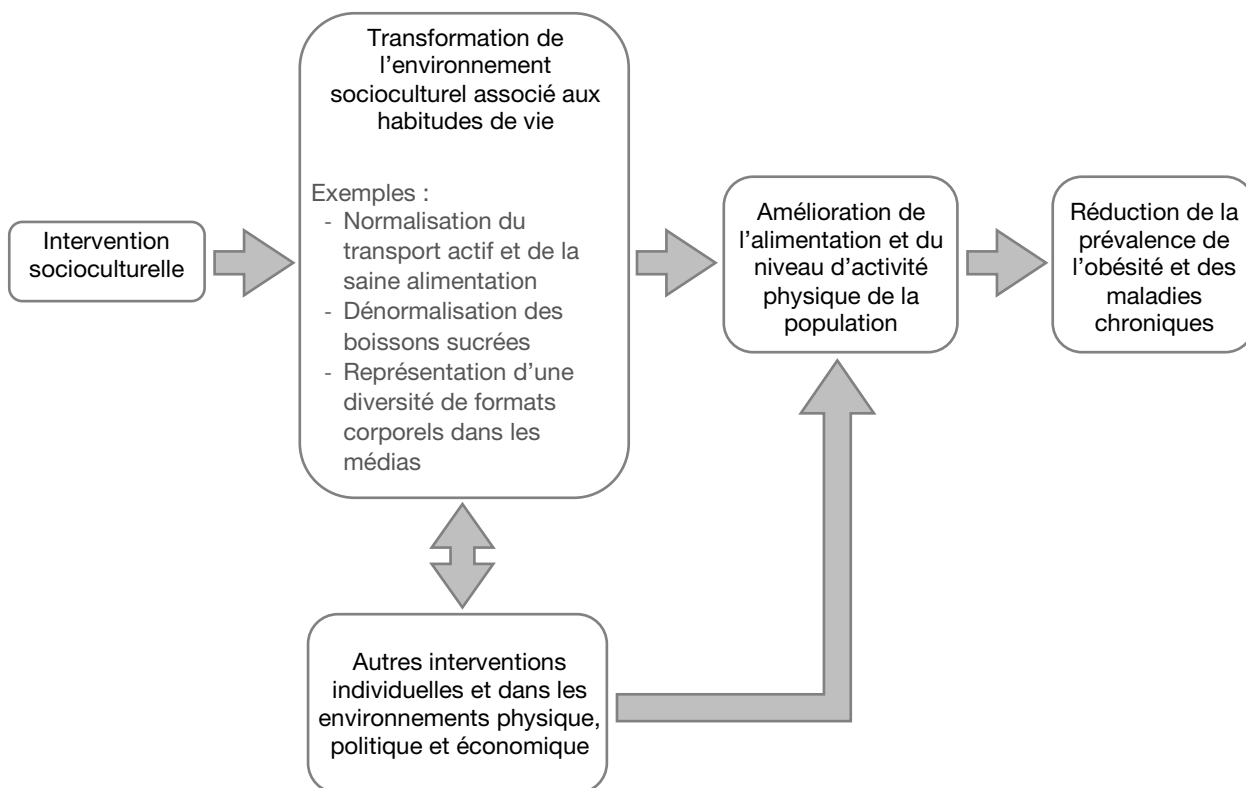 Transformation de
l’environnement
socioculturel associé aux
habitudes de vie
Exemples :
- Normalisation du
transport actif et de la
saine alimentation
- Dénormalisation des
boissons sucrées
- Représentation d’une
diversité de formats
corporels dans les
médias
Intervention
socioculturelle
Amélioration de
l’alimentation et du
niveau d’activité
physique de la
population
Réduction de la
prévalence de
l’obésité et des
maladies
chroniques
Autres interventions
individuelles et dans les
environnements physique,
politique et économique